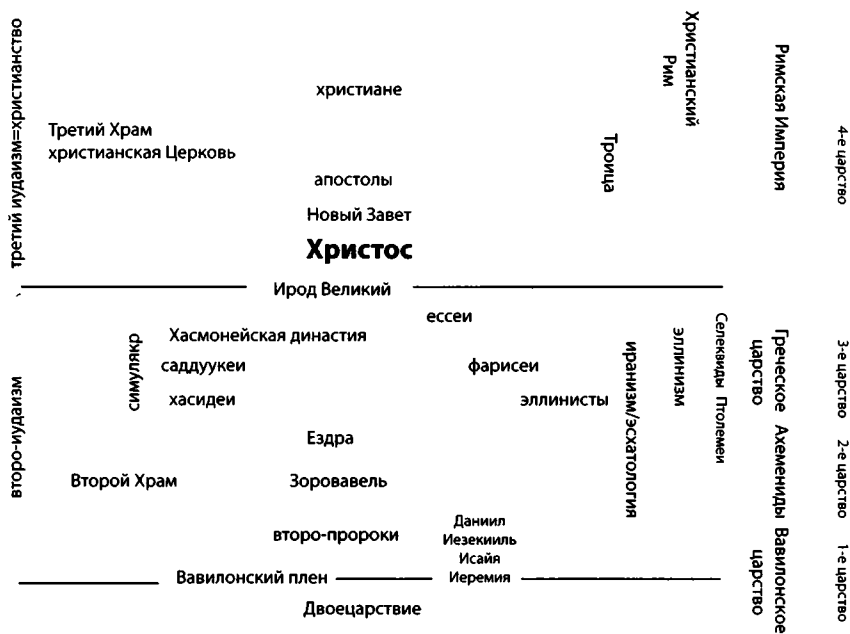 третий иудаизм=христианство
Христианский
Рим
Римская Империя
4-е царство
христиане
Третий Храм
христианская Церковь
Троица
апостолы
Новый Завет
Христос
Ирод Великий
ессеи
Хасмонейская династия
симулякр
саддуукеи
фарисеи
хасидеи
эллинисты
иранизм/эсхатология
эллинизм
Селевкиды Птолемеи
Греческое
царство
3-е царство
второ-иудаизм
Ездра
Второй Храм
Зоровавель
Ахемениды
2-е царство
второ-пророки
Даниил
Иезекииль
Исайя
Иеремия
Вавилонский плен
Вавилонское
царство
1-е царство
Двоецарствие